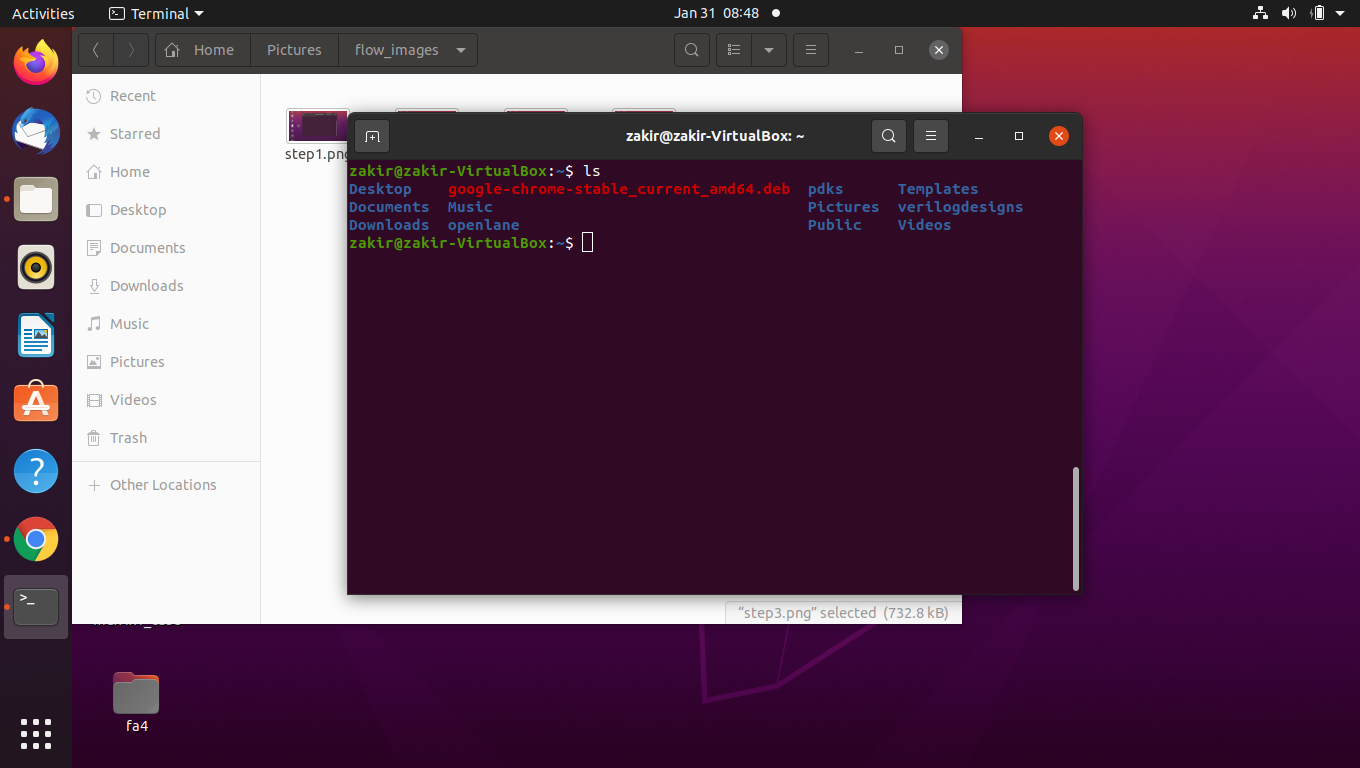 Activities Terminal Jan 31 08:48
Home Pictures flow_images
Recent
Starred
Home
Desktop
Documents
Downloads
Music
Pictures
Videos
Trash
Other Locations
step1.png
zakir@zakir-VirtualBox: ~
zakir@zakir-VirtualBox:~$ ls
Desktop google-chrome-stable_current_amd64.deb pdks Templates
Documents Music Pictures verilogdesigns
Downloads openlane Public Videos
zakir@zakir-VirtualBox:~$
"step3.png" selected (732.8 kB)
fa4